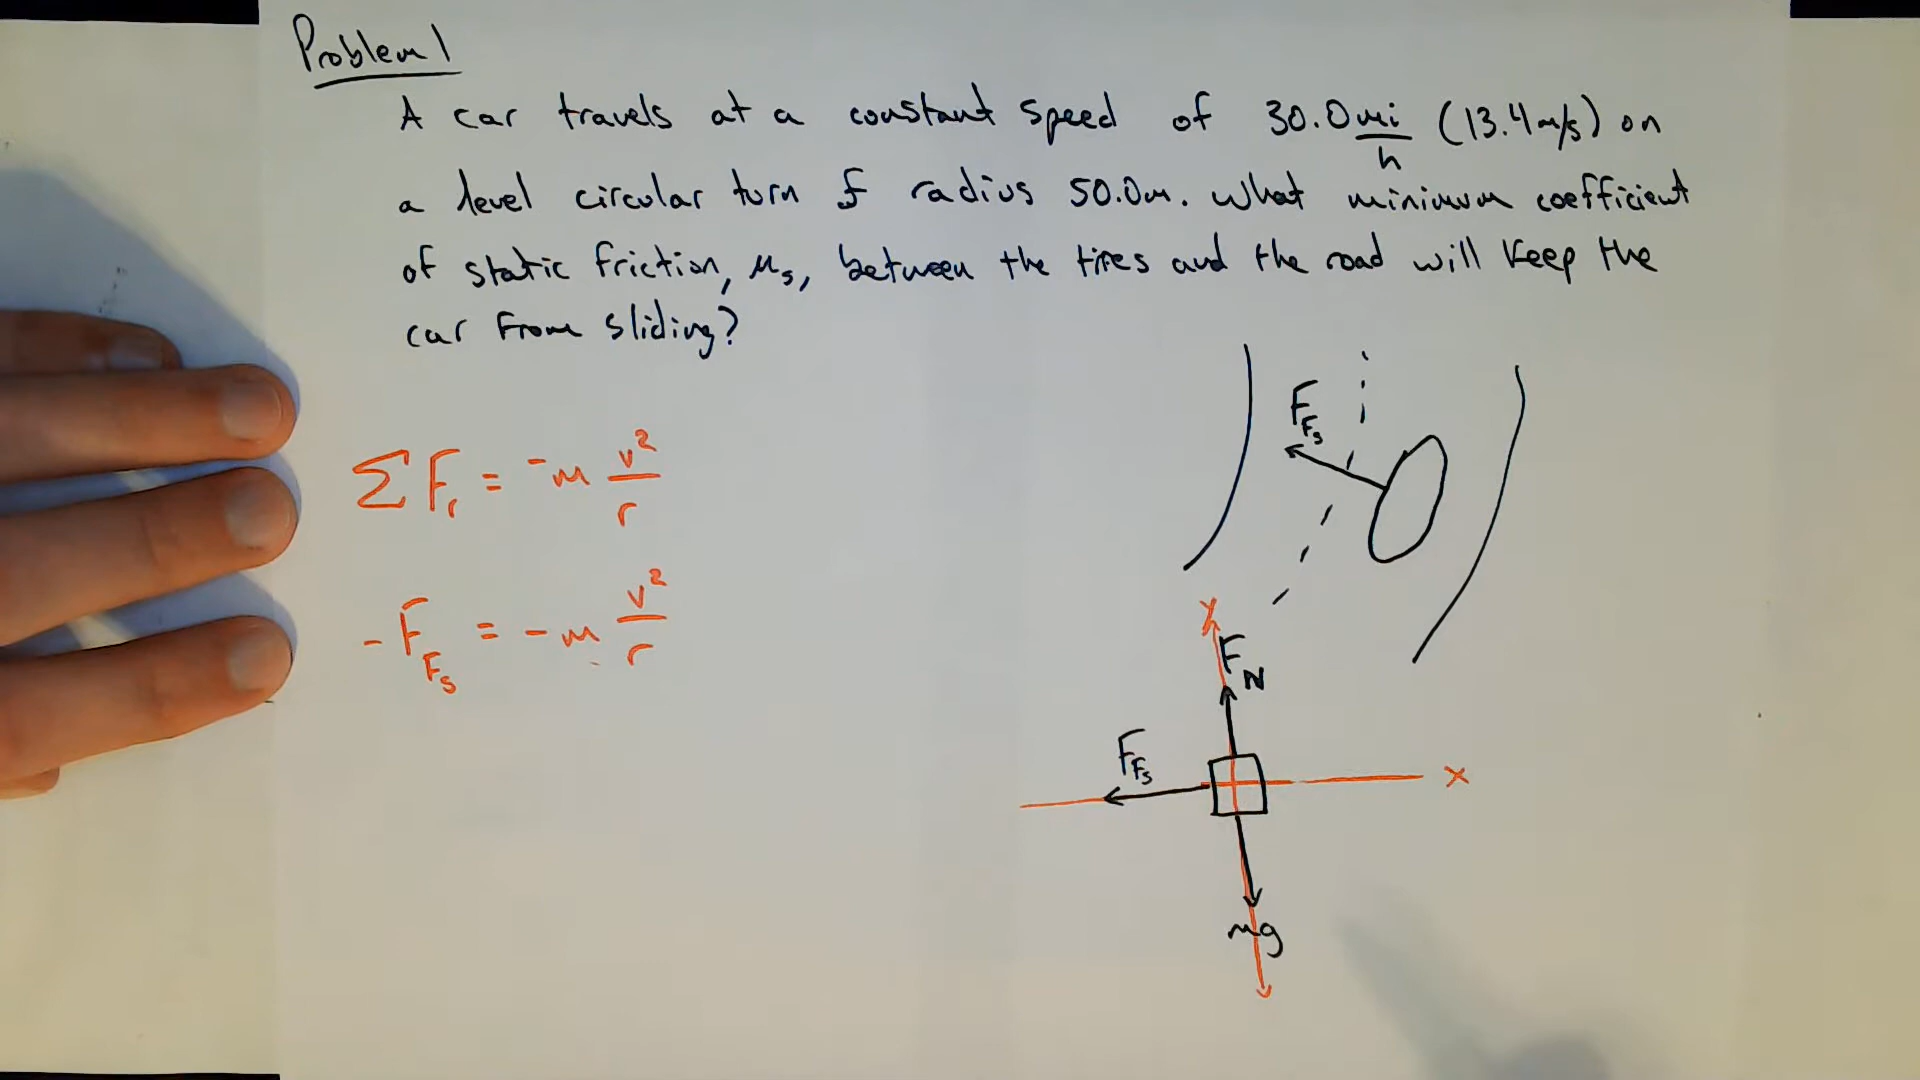 Problem 1
A car travels at a constant speed of 30.0 mi/h (13.4 m/s) on
a level circular turn of radius 50.0m. What minimum coefficient
of static friction, μs, between the tires and the road will keep the
car from sliding?
ΣFr = -m v²/r
-FFs = -m v²/r
FFs
y
FN
FFs
x
mg